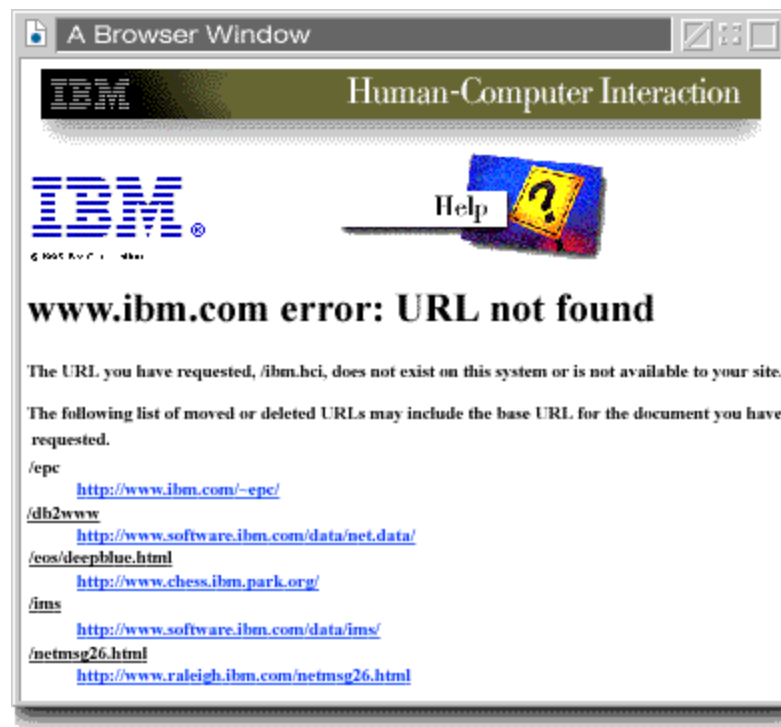 A Browser Window
IBM Human-Computer Interaction
IBM®
Help
www.ibm.com error: URL not found
The URL you have requested, /ibm.hci, does not exist on this system or is not available to your site.
The following list of moved or deleted URLs may include the base URL for the document you have
requested.
/epc
http://www.ibm.com/~epc/
/db2www
http://www.software.ibm.com/data/net.data/
/eos/deepblue.html
http://www.chess.ibm.park.org/
/ims
http://www.software.ibm.com/data/ims/
/netmsg26.html
http://www.raleigh.ibm.com/netmsg26.html